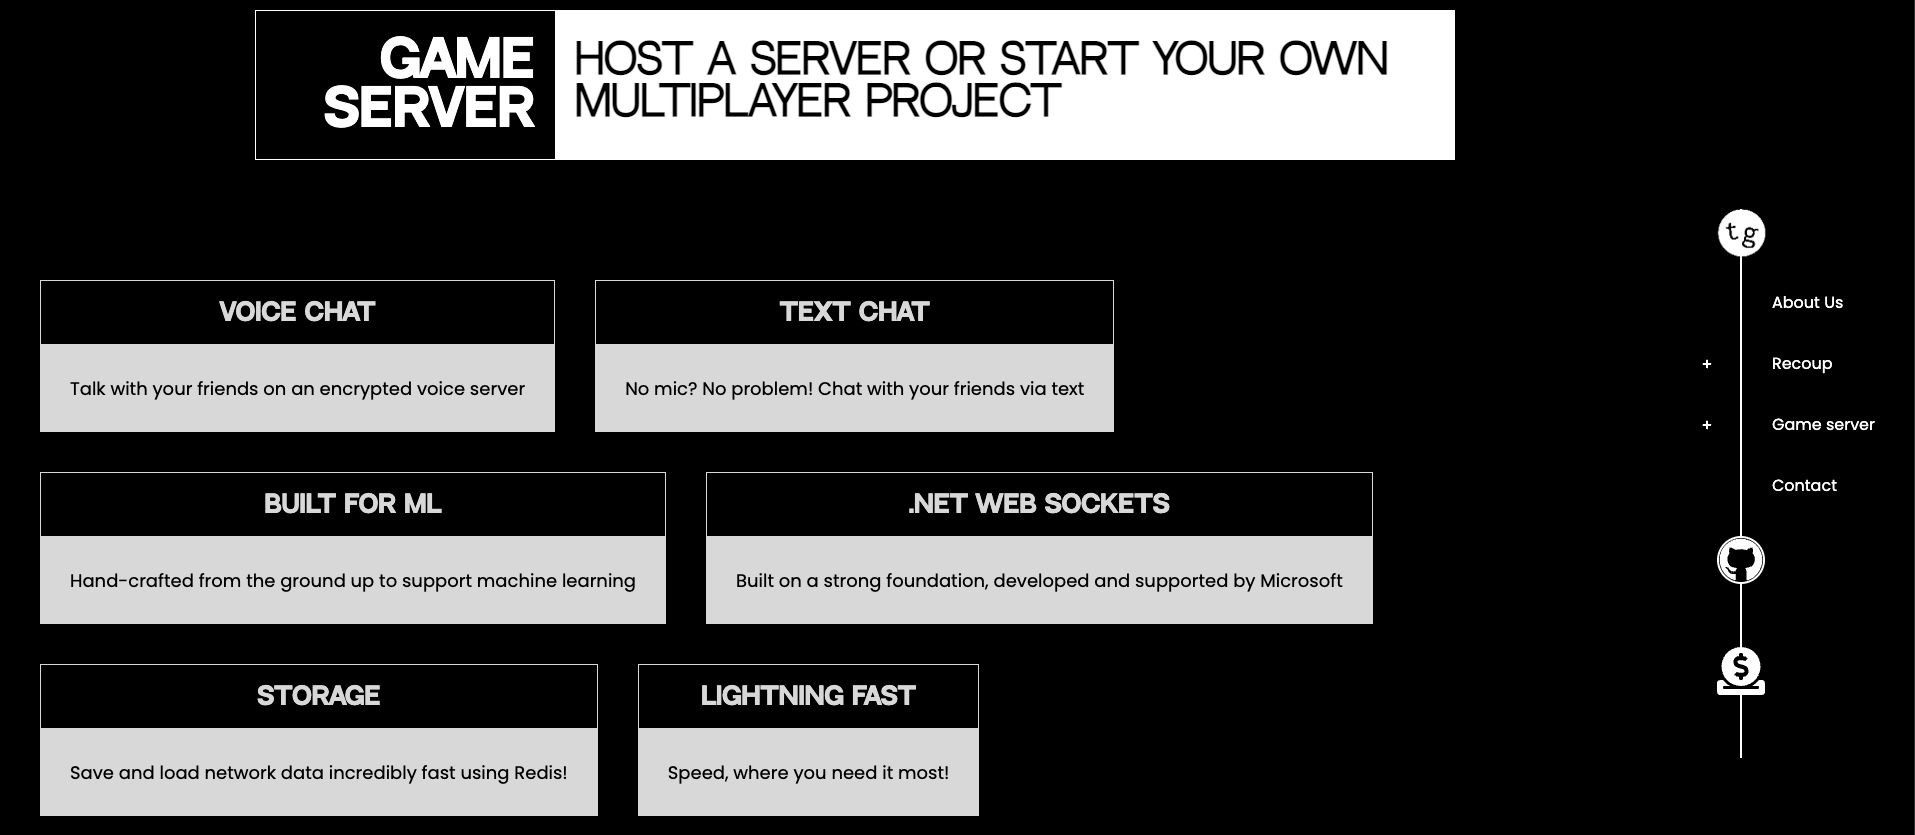 GAME
SERVER
HOST A SERVER OR START YOUR OWN
MULTIPLAYER PROJECT
VOICE CHAT
Talk with your friends on an encrypted voice server
TEXT CHAT
No mic? No problem! Chat with your friends via text
BUILT FOR ML
Hand-crafted from the ground up to support machine learning
.NET WEB SOCKETS
Built on a strong foundation, developed and supported by Microsoft
STORAGE
Save and load network data incredibly fast using Redis!
LIGHTNING FAST
Speed, where you need it most!
tg
About Us
+ Recoup
+ Game server
Contact
$